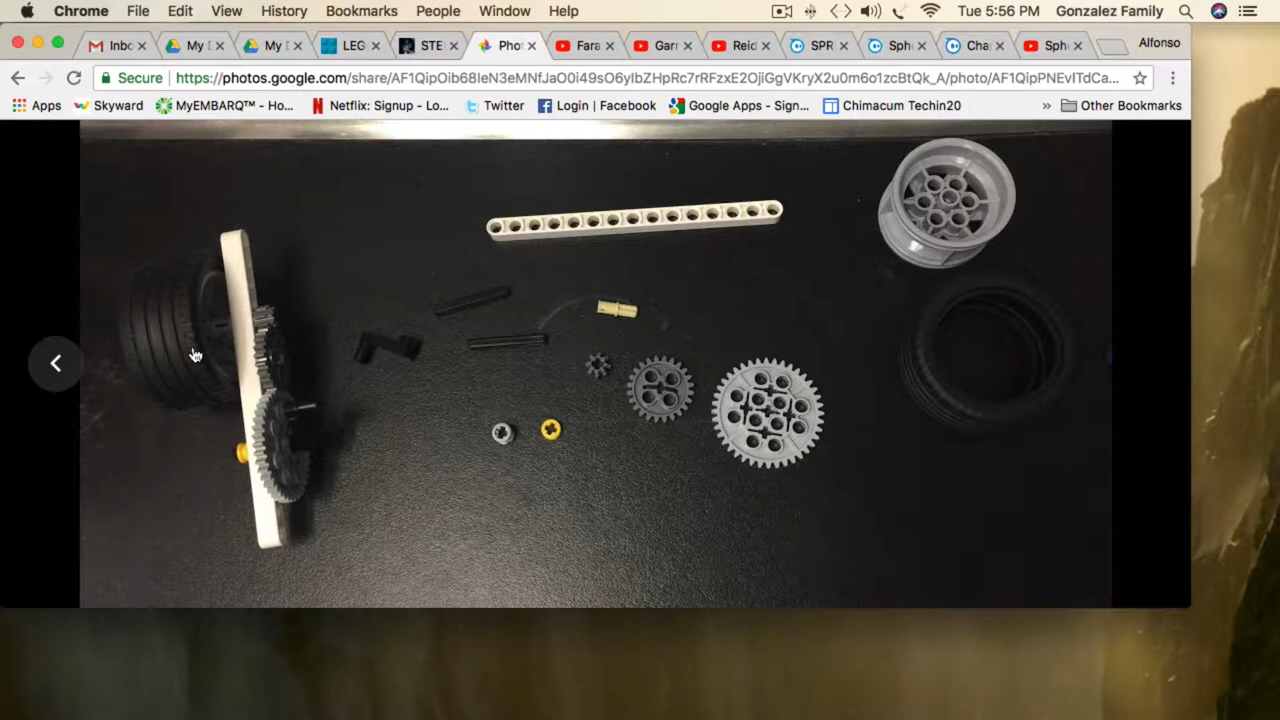 Chrome File Edit View History Bookmarks People Window Help Tue 5:56 PM Gonzalez Family
Inbc My D My D LEG STE Pho Fara Garr Reid SPR Sph Cha Sph Alfonso
Secure https://photos.google.com/share/AF1QipOib68IeN3eMNfJaO0i49sO6yIbZHpRc7rRFzxE2OjiGgVKryX2u0m6o1zcBtQk_A/photo/AF1QipPNEvITdCa...
Apps Skyward MyEMBARQ™ - Ho... Netflix: Signup - Lo... Twitter Login | Facebook Google Apps - Sign... Chimacum Techin20 » Other Bookmarks